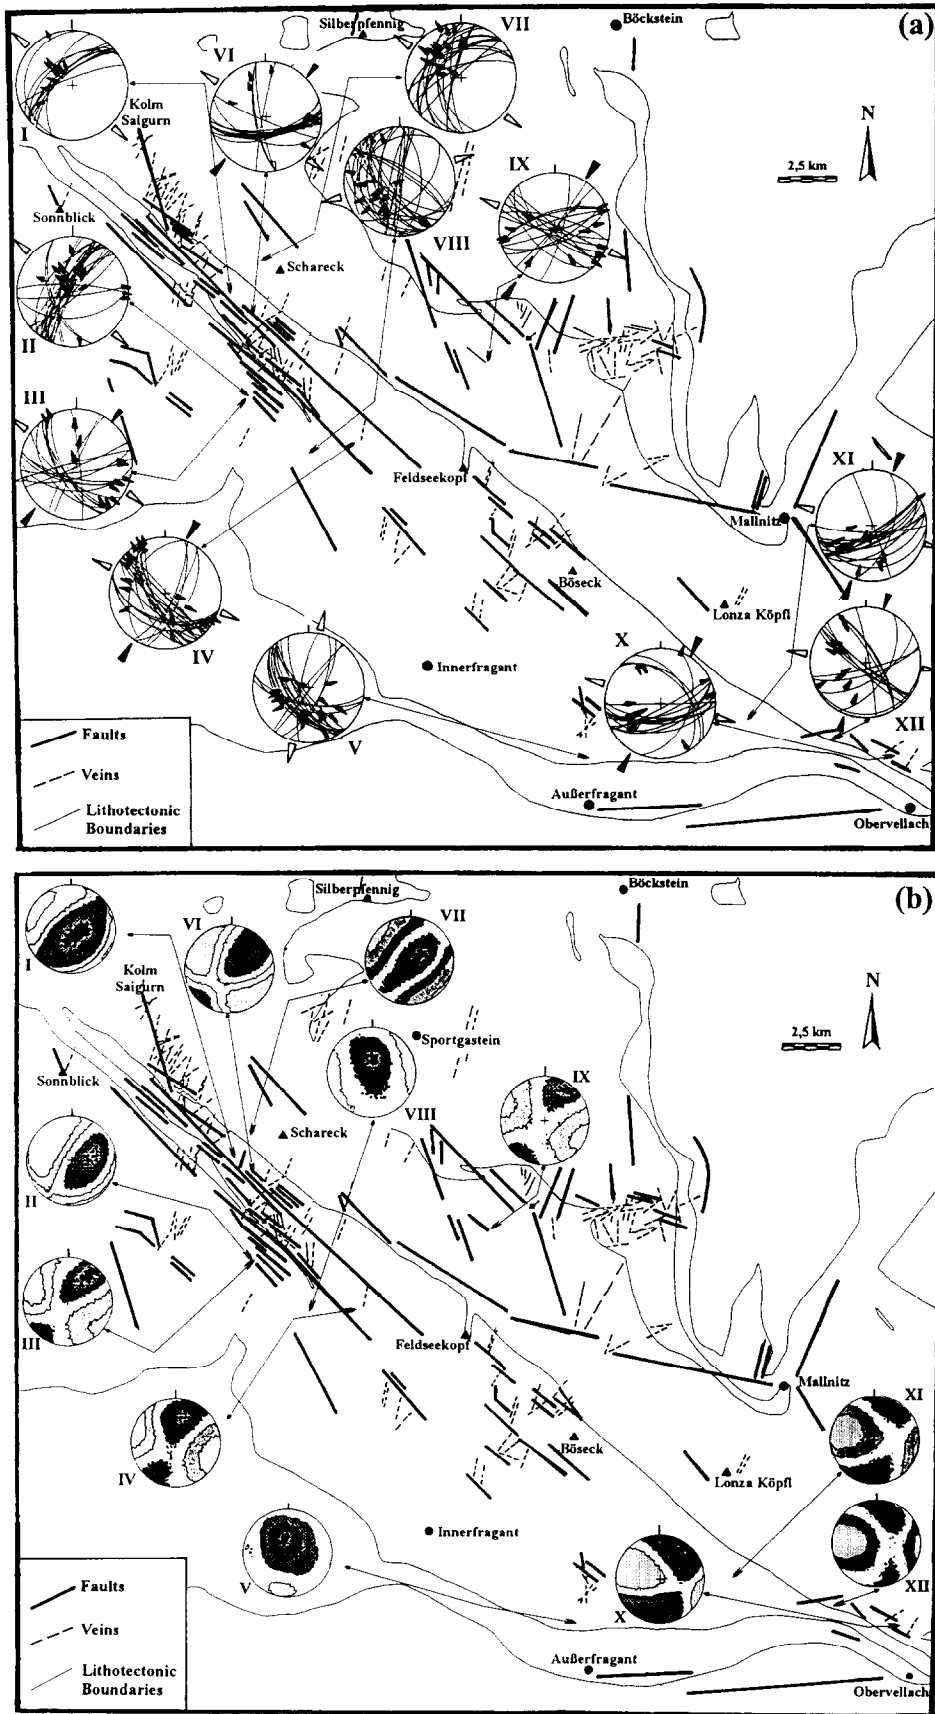 (a)
Silberpfennig
Böckstein
VII
VI
N
2,5 km
I
Kolm
Saigurn
IX
Sonnblick
VIII
Schareck
II
III
Feldseekopf
XI
Mallnitz
Böseck
Lonza Köpfl
IV
X
Innerfragant
V
XII
Faults
Veins
Lithotectonic
Boundaries
Außerfragant
Obervellach
(b)
Silberpfennig
Böckstein
VII
VI
I
Kolm
Saigurn
N
2,5 km
Sportgastein
Sonnblick
IX
VIII
Schareck
II
III
Feldseekopf
Mallnitz
XI
Böseck
IV
Lonza Köpfl
Innerfragant
V
X
XII
Faults
Veins
Lithotectonic
Boundaries
Außerfragant
Obervellach